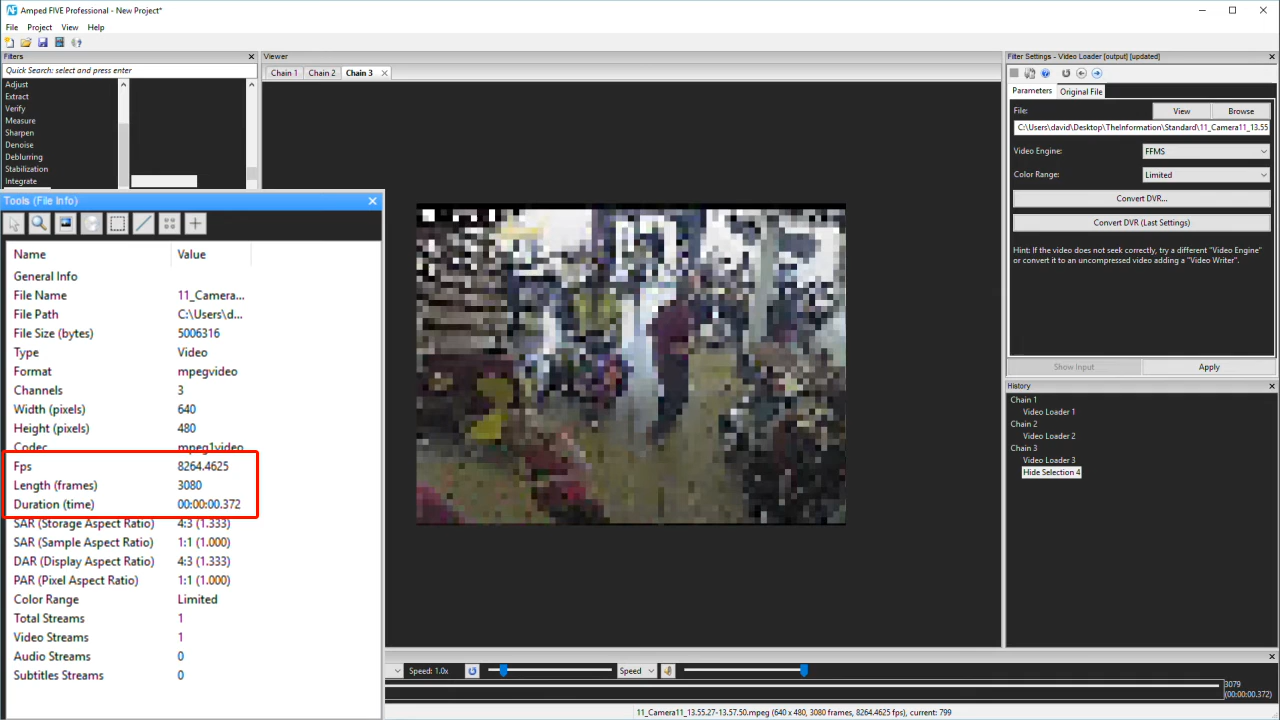 Amped FIVE Professional - New Project*
File Project View Help
Filters
Quick Search: select and press enter
Adjust
Extract
Verify
Measure
Sharpen
Denoise
Deblurring
Stabilization
Integrate
Tools (File Info)
Name Value
General Info
File Name 11_Camera...
File Path C:\Users\d...
File Size (bytes) 5006316
Type Video
Format mpegvideo
Channels 3
Width (pixels) 640
Height (pixels) 480
Codec mpeg1video
Fps 8264.4625
Length (frames) 3080
Duration (time) 00:00:00.372
SAR (Storage Aspect Ratio) 4:3 (1.333)
SAR (Sample Aspect Ratio) 1:1 (1.000)
DAR (Display Aspect Ratio) 4:3 (1.333)
PAR (Pixel Aspect Ratio) 1:1 (1.000)
Color Range Limited
Total Streams 1
Video Streams 1
Audio Streams 0
Subtitles Streams 0
Viewer
Chain 1 Chain 2 Chain 3
Speed: 1.0x Speed
3079
(00:00:00.372)
11_Camera11_13.55.27-13.57.50.mpeg (640 x 480, 3080 frames, 8264.4625 fps), current: 799
Filter Settings - Video Loader [output] [updated]
Parameters Original File
File: View Browse
C:\Users\david\Desktop\TheInformation\Standard\11_Camera11_13.55
Video Engine: FFMS
Color Range: Limited
Convert DVR...
Convert DVR (Last Settings)
Hint: If the video does not seek correctly, try a different "Video Engine"
or convert it to an uncompressed video adding a "Video Writer".
Show Input Apply
History
Chain 1
Video Loader 1
Chain 2
Video Loader 2
Chain 3
Video Loader 3
Hide Selection 4